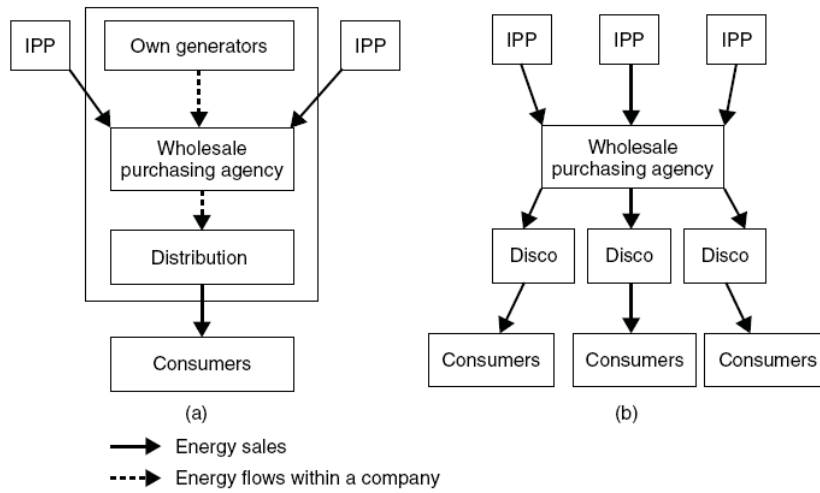 IPP
Own generators
IPP
Wholesale
purchasing agency
Distribution
Consumers
(a)
IPP
IPP
IPP
Wholesale
purchasing agency
Disco
Disco
Disco
Consumers
Consumers
Consumers
(b)
Energy sales
Energy flows within a company